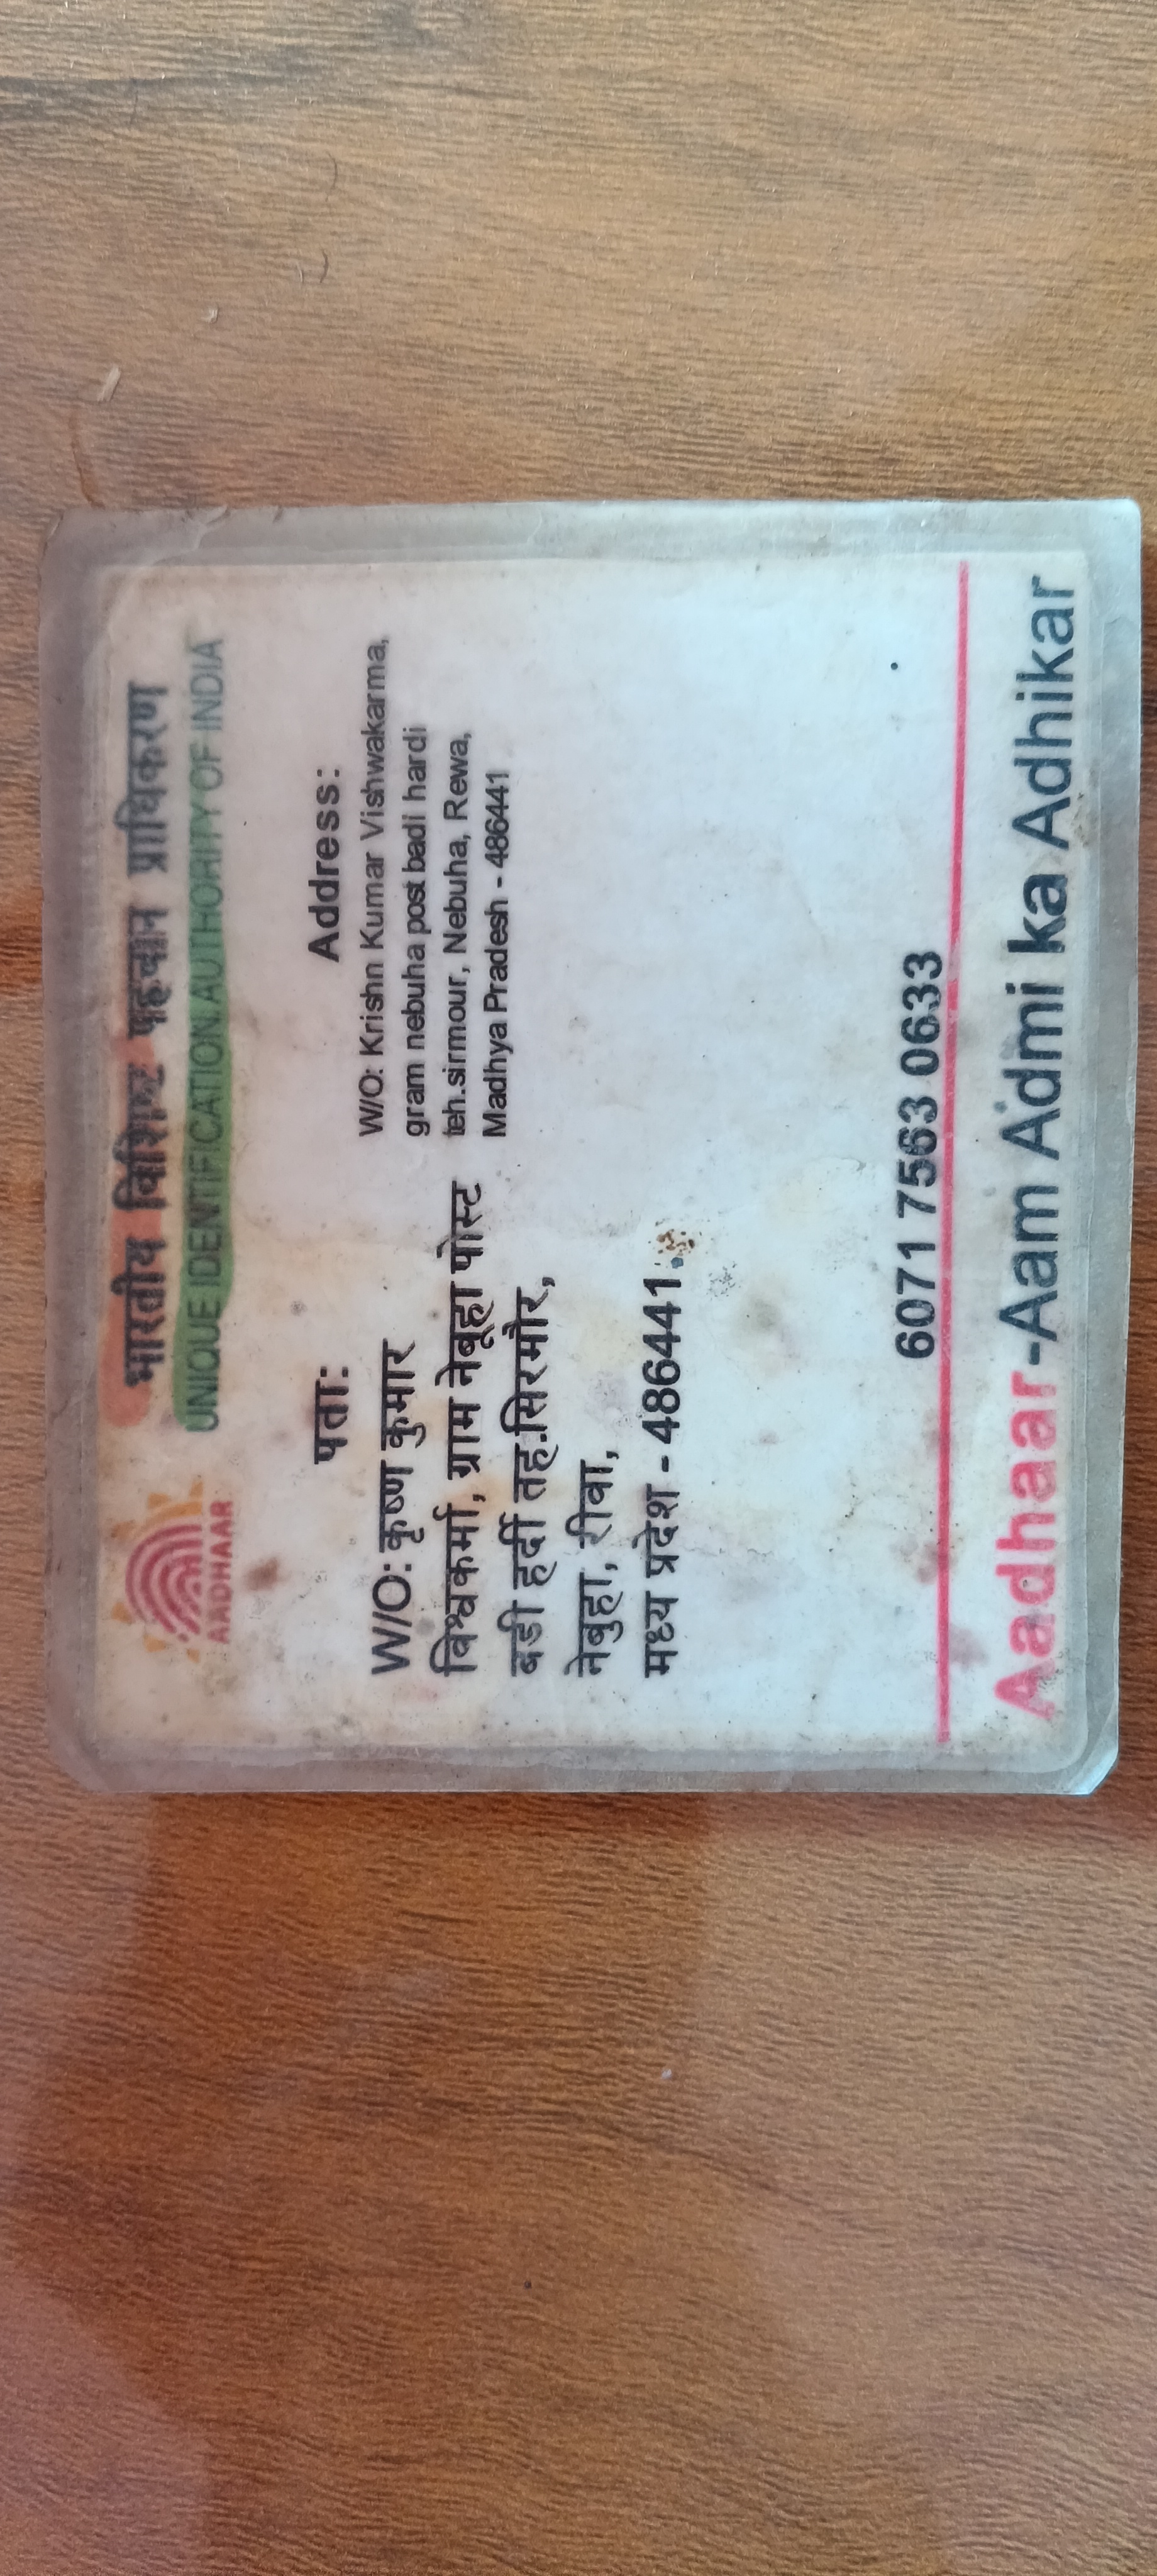 भारतीय विशिष्ट पहचान प्राधिकरण
UNIQUE IDENTIFICATION AUTHORITY OF INDIA
AADHAAR
पता:
W/O: कृष्ण कुमार
विश्वकर्मा, ग्राम नेबूहा पोस्ट
बडी हर्दी तह.सिरमौर,
नेबुहा, रीवा,
मध्य प्रदेश - 486441
Address:
W/O: Krishn Kumar Vishwakarma,
gram nebuha post badi hardi
teh.sirmour, Nebuha, Rewa,
Madhya Pradesh - 486441
6071 7563 0633
Aadhaar-Aam Admi ka Adhikar